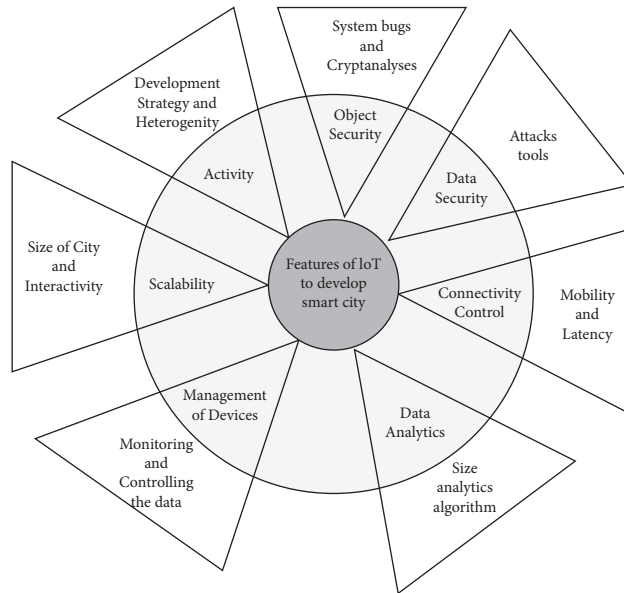 System bugs
and
Cryptanalyses
Object
Security
Attacks
tools
Data
Security
Mobility
and
Latency
Connectivity
Control
Size
analytics
algorithm
Data
Analytics
Monitoring
and
Controlling
the data
Management
of Devices
Size of City
and
Interactivity
Scalability
Development
Strategy and
Heterogenity
Activity
Features of IoT
to develop
smart city